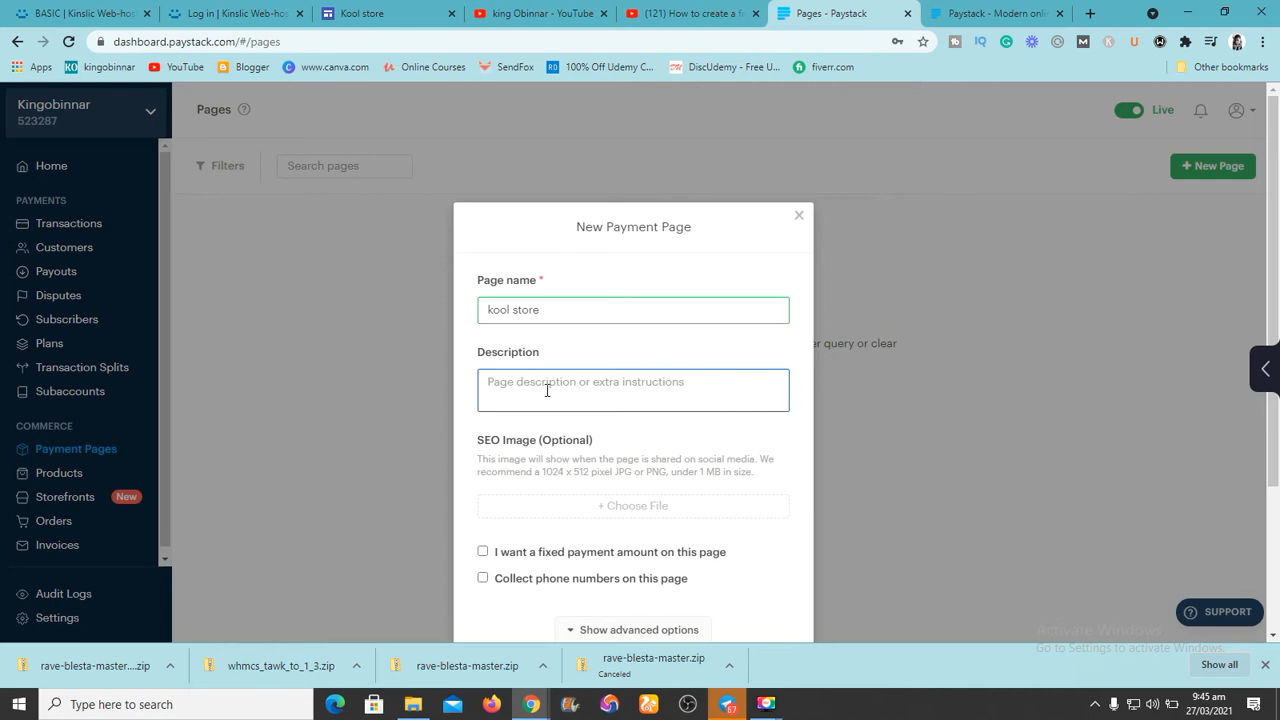 BASIC | Kinslic Web-hos
Log in | Kinslic Web-hos
Kool store
king Obinnar - YouTube
(121) How to create a f
Pages - Paystack
Paystack - Modern onli
dashboard.paystack.com/#/pages
Apps
kingobinnar
YouTube
Blogger
www.canva.com
Online Courses
SendFox
100% Off Udemy C...
DiscUdemy - Free U...
fiverr.com
Other bookmarks
Kingobinnar
523287
Pages
Live
Home
Filters
Search pages
+ New Page
PAYMENTS
Transactions
Customers
Payouts
Disputes
Subscribers
Plans
Transaction Splits
Subaccounts
COMMERCE
Payment Pages
Products
Storefronts New
Orders
Invoices
Audit Logs
Settings
New Payment Page
Page name *
kool store
er query or clear
Description
Page description or extra instructions
SEO Image (Optional)
This image will show when the page is shared on social media. We
recommend a 1024 x 512 pixel JPG or PNG, under 1 MB in size.
+ Choose File
I want a fixed payment amount on this page
Collect phone numbers on this page
Show advanced options
SUPPORT
Activate Windows
Go to Settings to activate Windows.
rave-blesta-master....zip
whmcs_tawk_to_1_3.zip
rave-blesta-master.zip
rave-blesta-master.zip
Canceled
Show all
Type here to search
67
9:45 am
27/03/2021